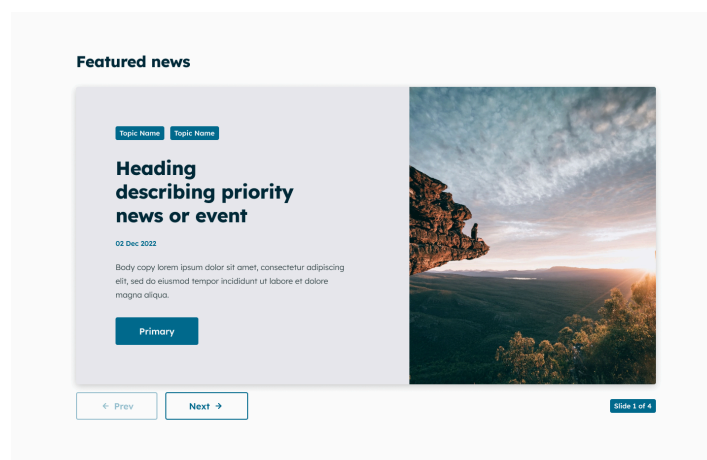 Featured news
Topic Name Topic Name
Heading
describing priority
news or event
02 Dec 2022
Body copy lorem ipsum dolor sit amet, consectetur adipiscing
elit, sed do eiusmod tempor incididunt ut labore et dolore
magna aliqua.
Primary
← Prev Next → Slide 1 of 4